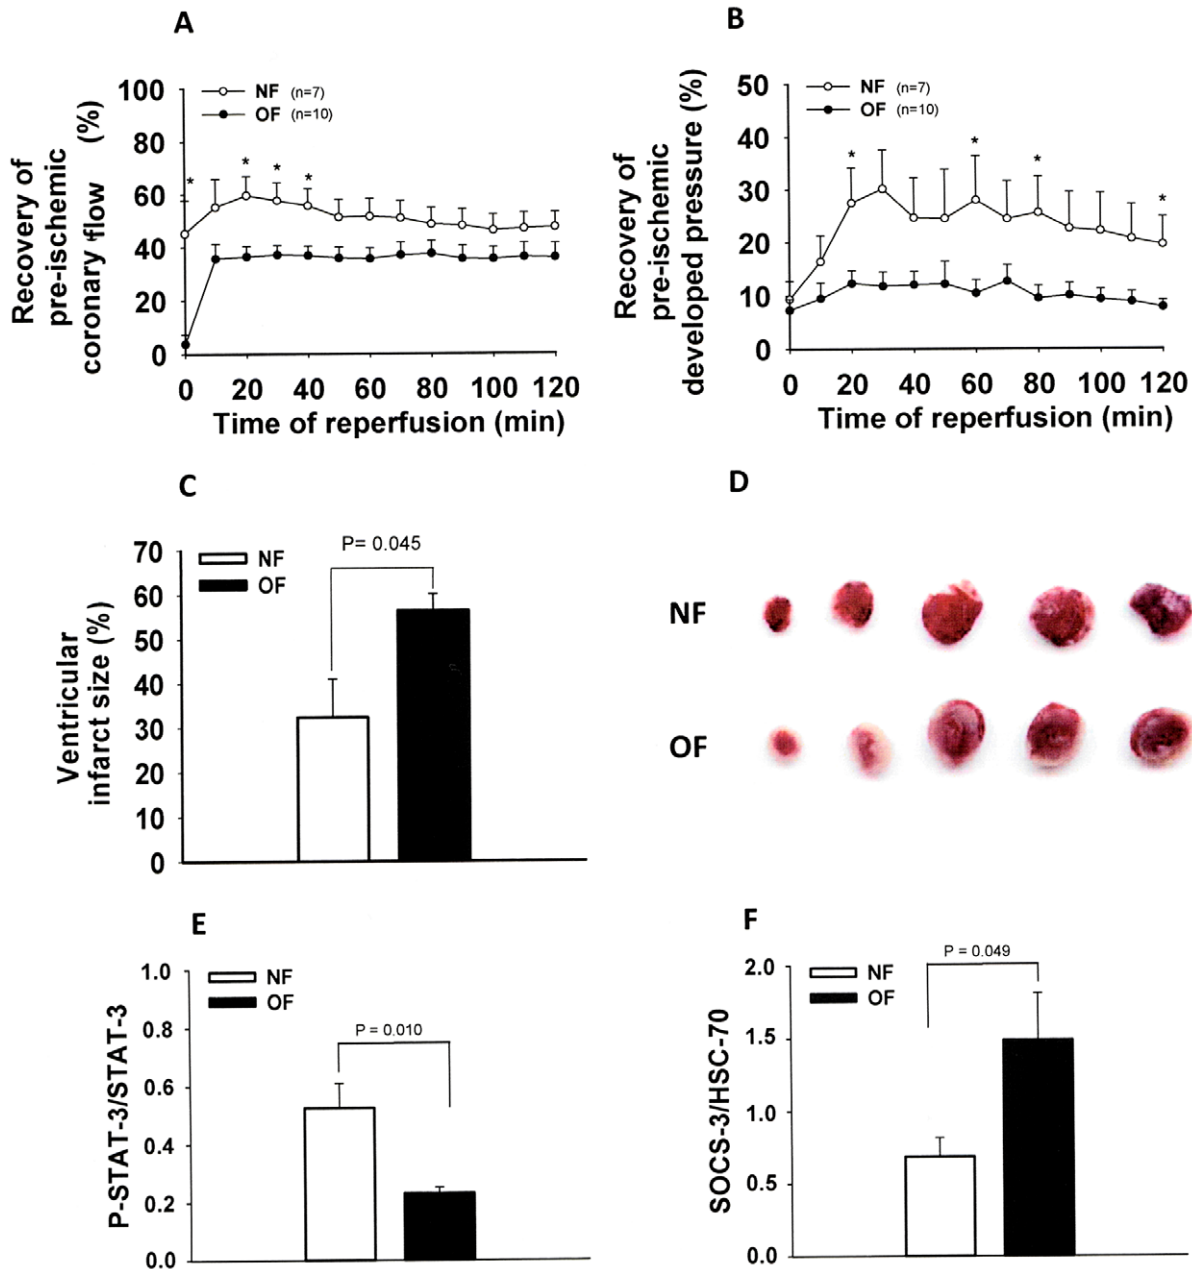 A
Recovery of
pre-ischemic
coronary flow (%)
100
80
60
40
20
0
NF (n=7)
OF (n=10)
*
*
*
*
0 20 40 60 80 100 120
Time of reperfusion (min)
B
Recovery of
pre-ischemic
developed pressure (%)
50
40
30
20
10
0
NF (n=7)
OF (n=10)
*
*
*
*
0 20 40 60 80 100 120
Time of reperfusion (min)
C
Ventricular
infarct size (%)
70
60
50
40
30
20
10
0
NF
OF
P= 0.045
D
NF
OF
E
P-STAT-3/STAT-3
1.0
0.8
0.6
0.4
0.2
0.0
NF
OF
P = 0.010
F
SOCS-3/HSC-70
2.0
1.5
1.0
0.5
0.0
NF
OF
P = 0.049